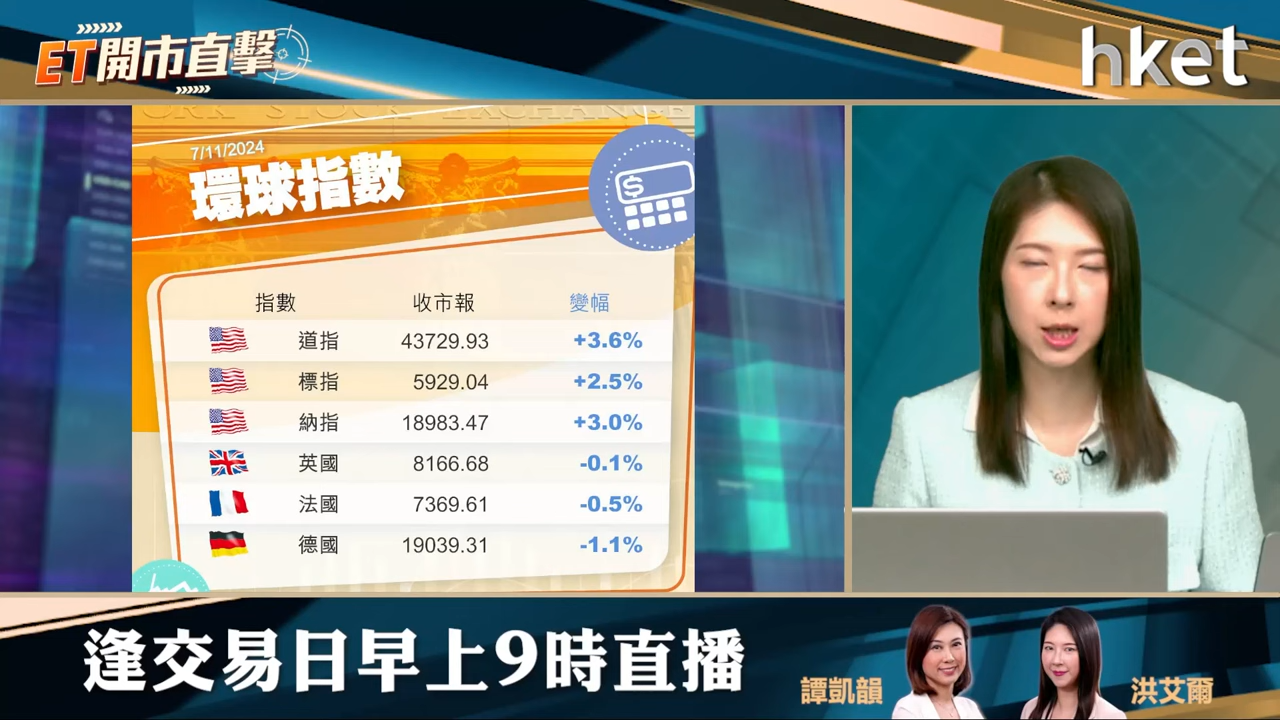 ET開市直擊
hket
YORK STOCK EXCHANGE
7/11/2024
環球指數
$
指數 收市報 變幅
道指 43729.93 +3.6%
標指 5929.04 +2.5%
納指 18983.47 +3.0%
英國 8166.68 -0.1%
法國 7369.61 -0.5%
德國 19039.31 -1.1%
逢交易日早上9時直播
譚凱韻
洪艾爾